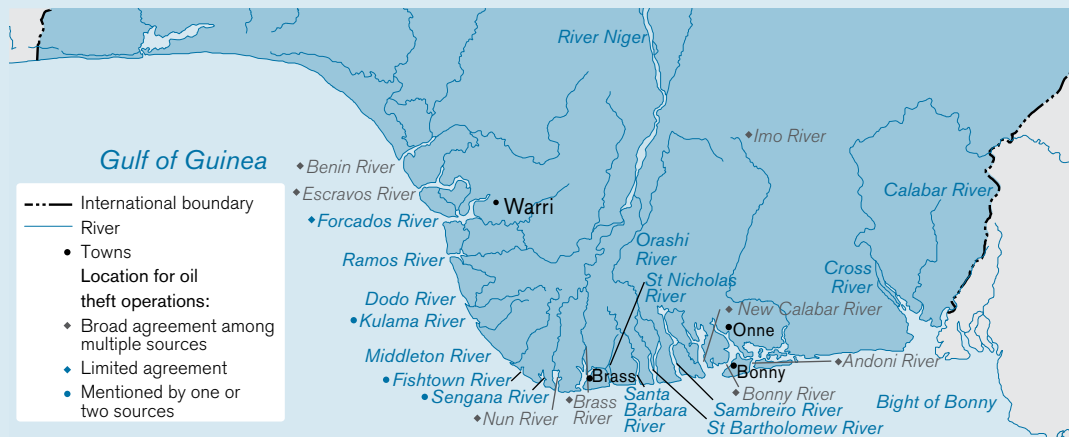 River Niger
Imo River
Gulf of Guinea
Benin River
Escravos River
Calabar River
Warri
Forcados River
Orashi
River
Ramos River
St Nicholas
River
Cross
River
Dodo River
Kulama River
New Calabar River
Onne
Middleton River
Andoni River
Fishtown River
Brass
Bonny
Sengana River
Nun River
Brass
River
Santa
Barbara
River
Bonny River
Sambreiro River
St Bartholomew River
Bight of Bonny
International boundary
River
Towns
Location for oil
theft operations:
Broad agreement among
multiple sources
Limited agreement
Mentioned by one or
two sources